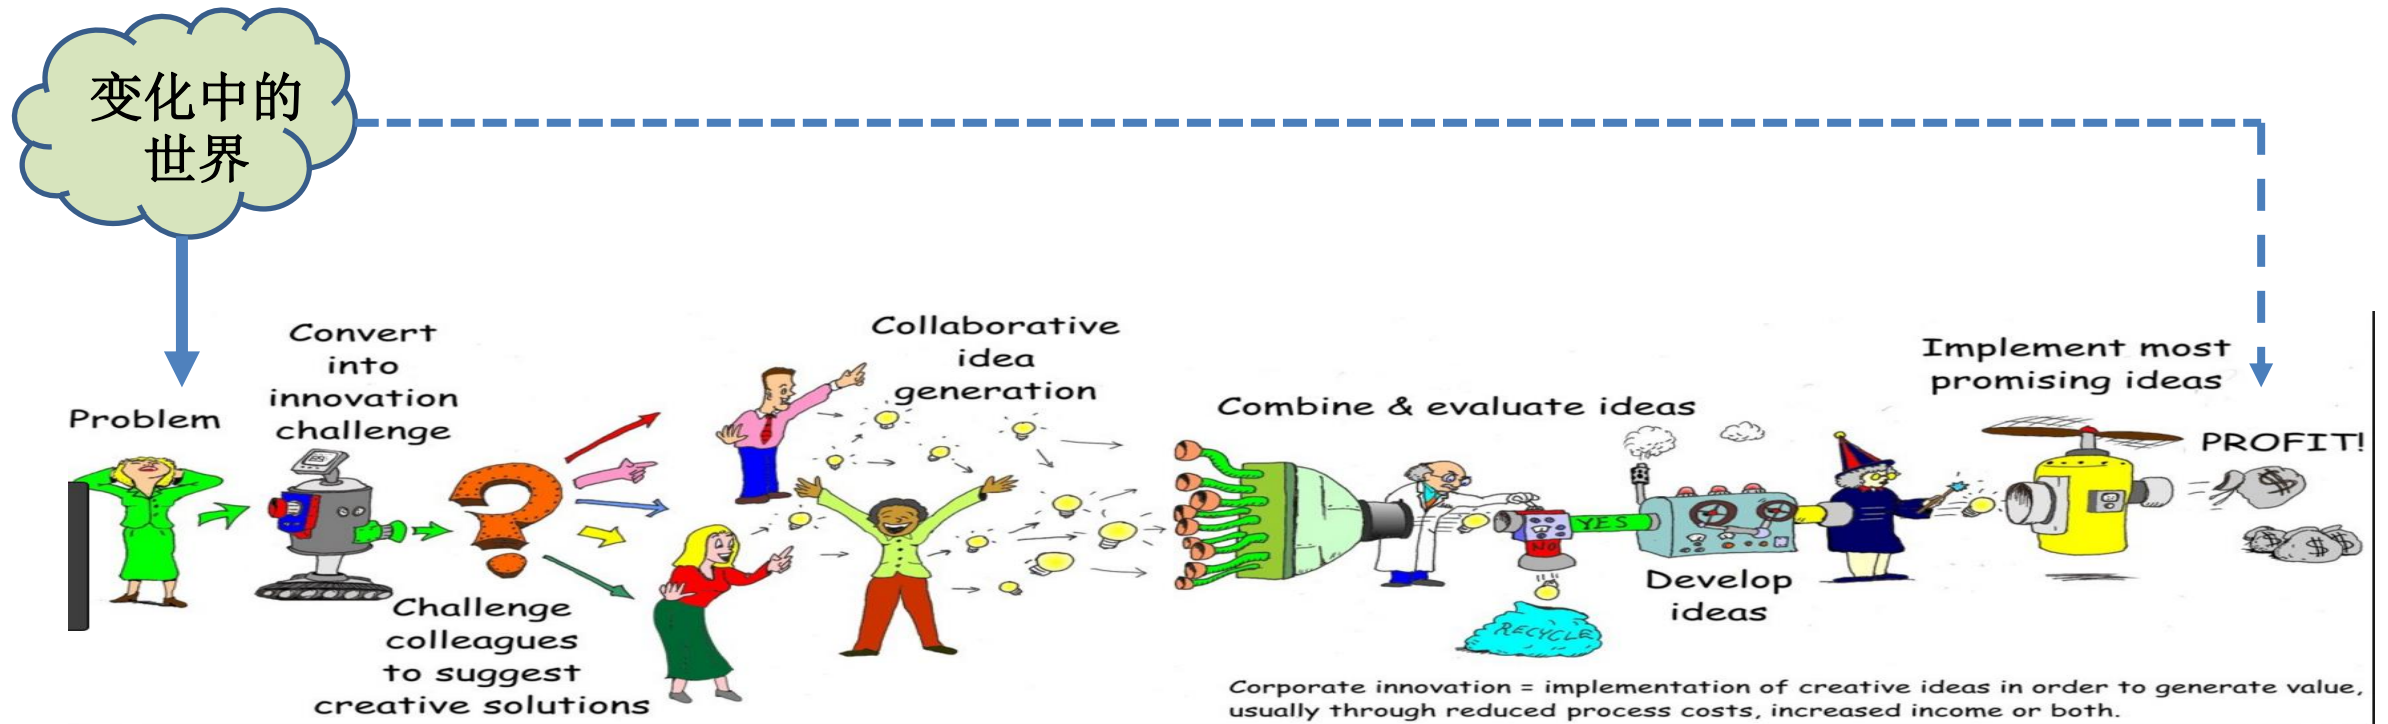 变化中的
世界
Problem
Convert
into
innovation
challenge
Challenge
colleagues
to suggest
creative solutions
Collaborative
idea
generation
Combine & evaluate ideas
YES
NO
RECYCLE
Develop
ideas
Implement most
promising ideas
PROFIT!
$
$ $
Corporate innovation = implementation of creative ideas in order to generate value,
usually through reduced process costs, increased income or both.